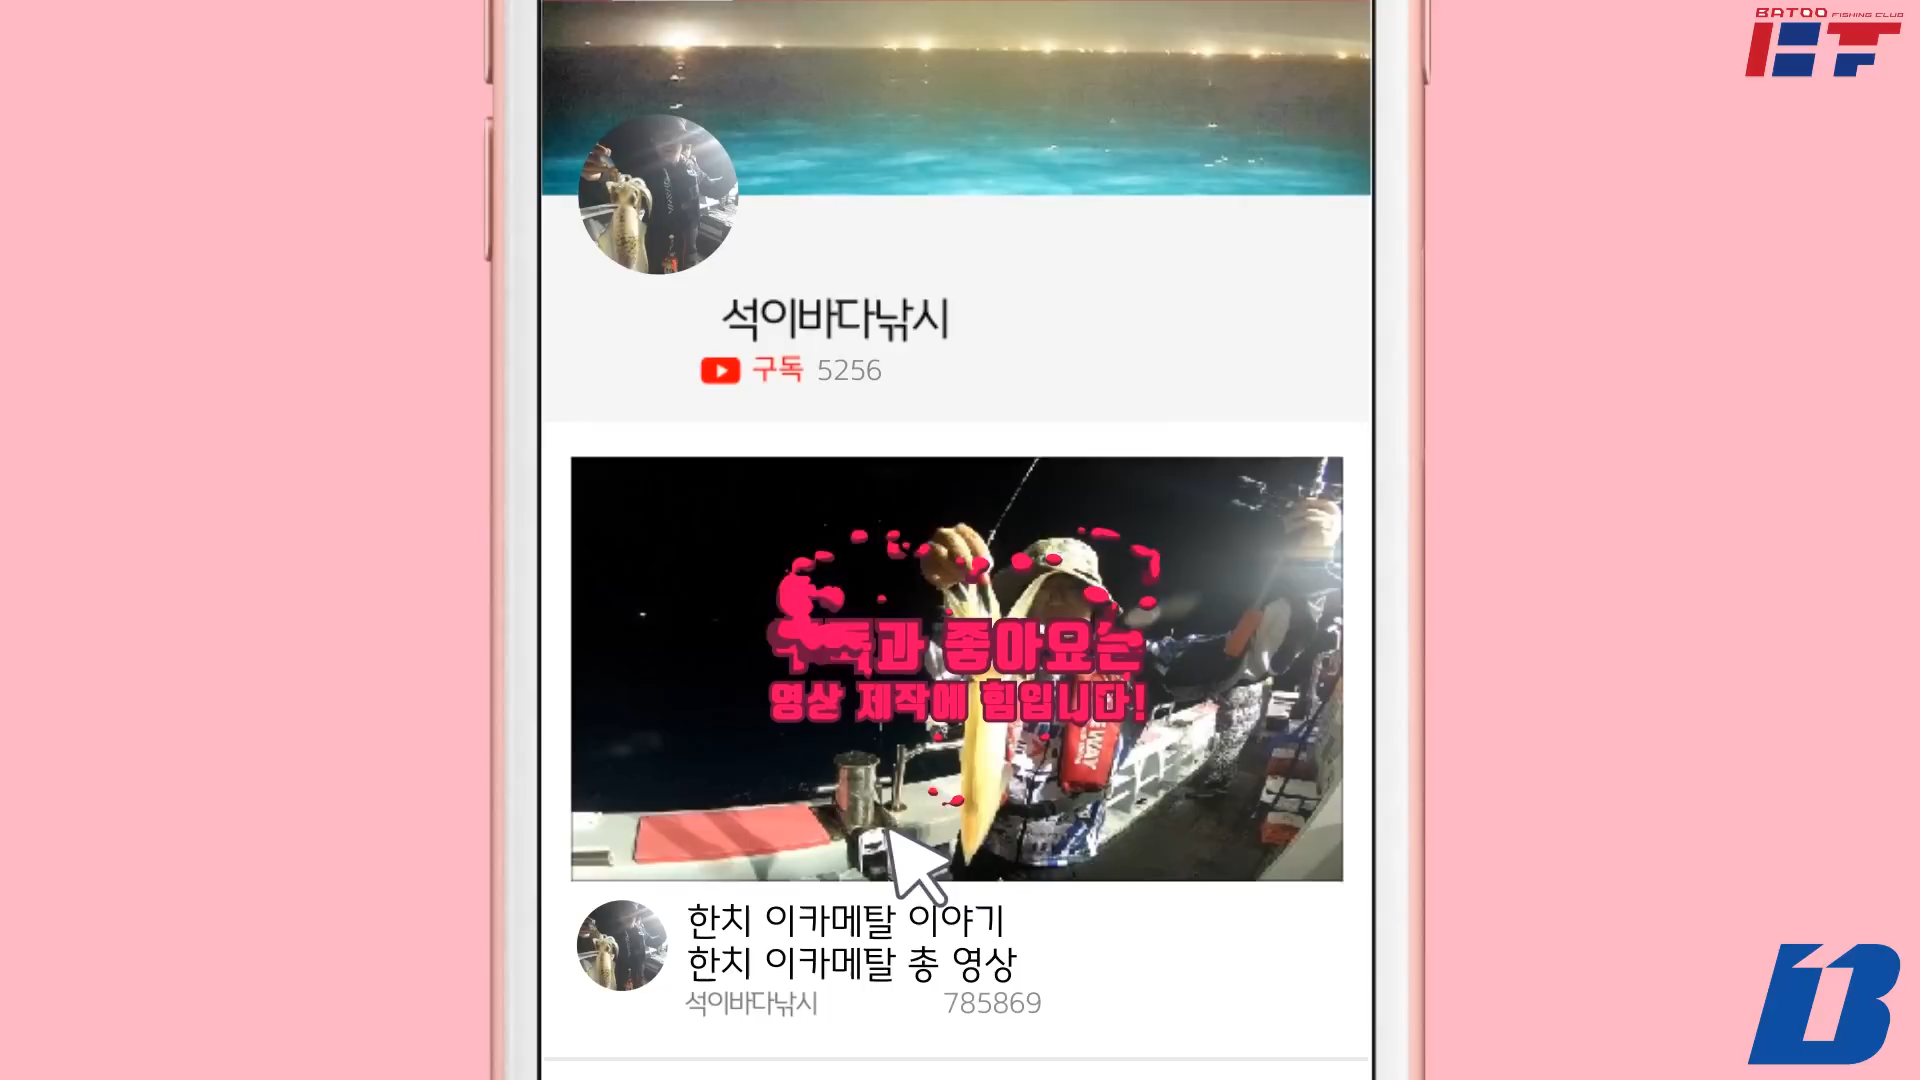 BATOO FISHING CLUB
석이바다낚시
구독 5256
좋아요는
영상 제작에 힘입니다!
WAY
한치 이카메탈 이야기
한치 이카메탈 총 영상
석이바다낚시 785869